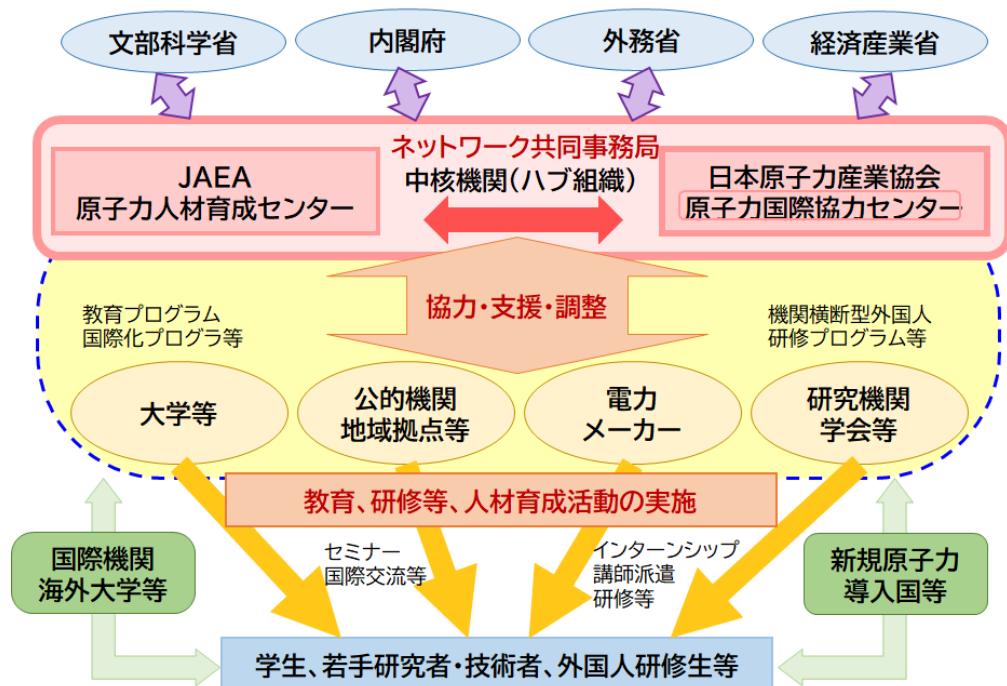 文部科学省
内閣府
外務省
経済産業省
ネットワーク共同事務局
中核機関(ハブ組織)
JAEA
原子力人材育成センター
日本原子力産業協会
原子力国際協力センター
協力・支援・調整
教育プログラム
国際化プログラ等
機関横断型外国人
研修プログラム等
大学等
公的機関
地域拠点等
電力
メーカー
研究機関
学会等
教育、研修等、人材育成活動の実施
国際機関
海外大学等
セミナー
国際交流等
インターンシップ
講師派遣
研修等
新規原子力
導入国等
学生、若手研究者・技術者、外国人研修生等